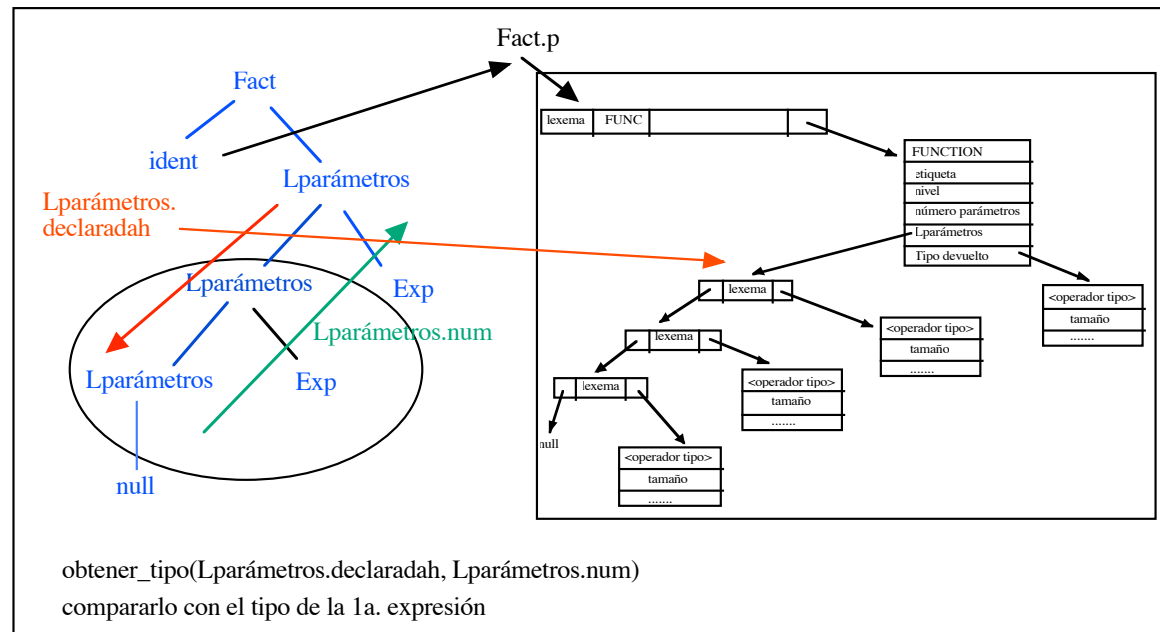 Fact.p
Fact
lexema FUNC
ident
FUNCTION
etiqueta
nivel
número parámetros
Lparámetros
Tipo devuelto
Lparámetros
Lparámetros.
declaradah
Lparámetros
Exp
lexema
<operador tipo>
tamaño
.......
<operador tipo>
tamaño
.......
Lparámetros.num
lexema
Lparámetros
Exp
lexema
<operador tipo>
tamaño
.......
null
<operador tipo>
tamaño
.......
null
obtener_tipo(Lparámetros.declaradah, Lparámetros.num)
compararlo con el tipo de la 1a. expresión